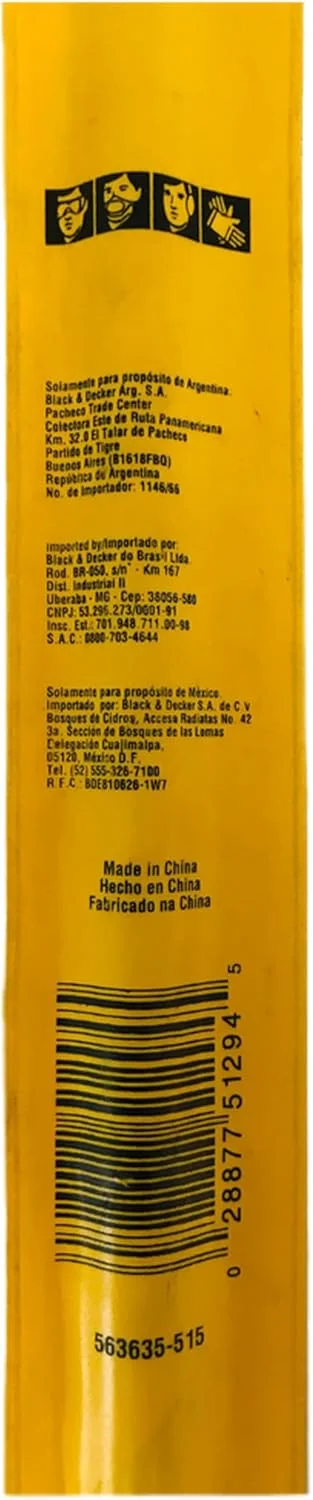 Solamente para propósito de Argentina.
Black & Decker Arg. S.A.
Pacheco Trade Center
Colectora Este de Ruta Panamericana
Km. 32.0 El Talar de Pacheco
Partido de Tigre
Buenos Aires (B1618FBQ)
República de Argentina
No. de Importador: 1146/66
Imported by/Importado por:
Black & Decker do Brasil Ltda.
Rod. BR-050, s/n° - Km 167
Dist. Industrial II
Uberaba - MG - Cep: 38056-580
CNPJ: 53.296.273/0001-91
Insc. Est.: 701.948.711.00-98
S.A.C.: 0800-703-4644
Solamente para propósito de México.
Importado por: Black & Decker S.A. de C.V
Bosques de Cidros, Acceso Radiatas No. 42
3a. Sección de Bosques de las Lomas
Delegación Cuajimalpa,
05120, México D.F.
Tel. (52) 555-326-7100
R.F.C.: BDE810626-1W7
Made in China
Hecho en China
Fabricado na China
0 28877 51294 5
563635-515